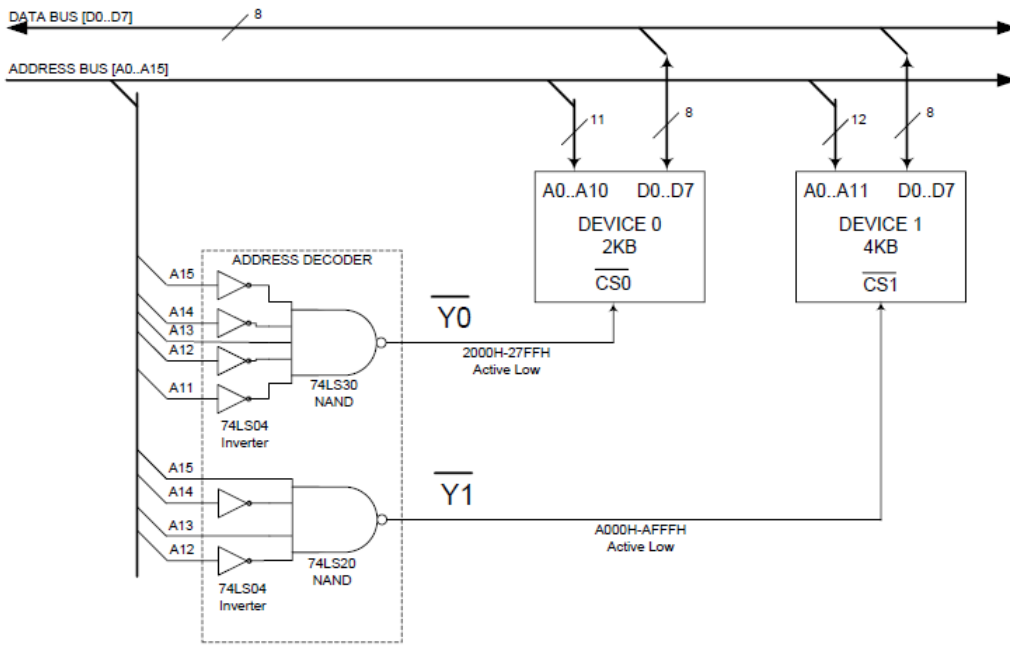 DATA BUS [D0..D7]
8
ADDRESS BUS [A0..A15]
11
8
12
8
A0..A10 D0..D7
DEVICE 0
2KB
CS0
A0..A11 D0..D7
DEVICE 1
4KB
CS1
ADDRESS DECODER
A15
A14
A13
A12
A11
74LS04
Inverter
74LS30
NAND
Y0
2000H-27FFH
Active Low
A15
A14
A13
A12
74LS04
Inverter
74LS20
NAND
Y1
A000H-AFFFH
Active Low